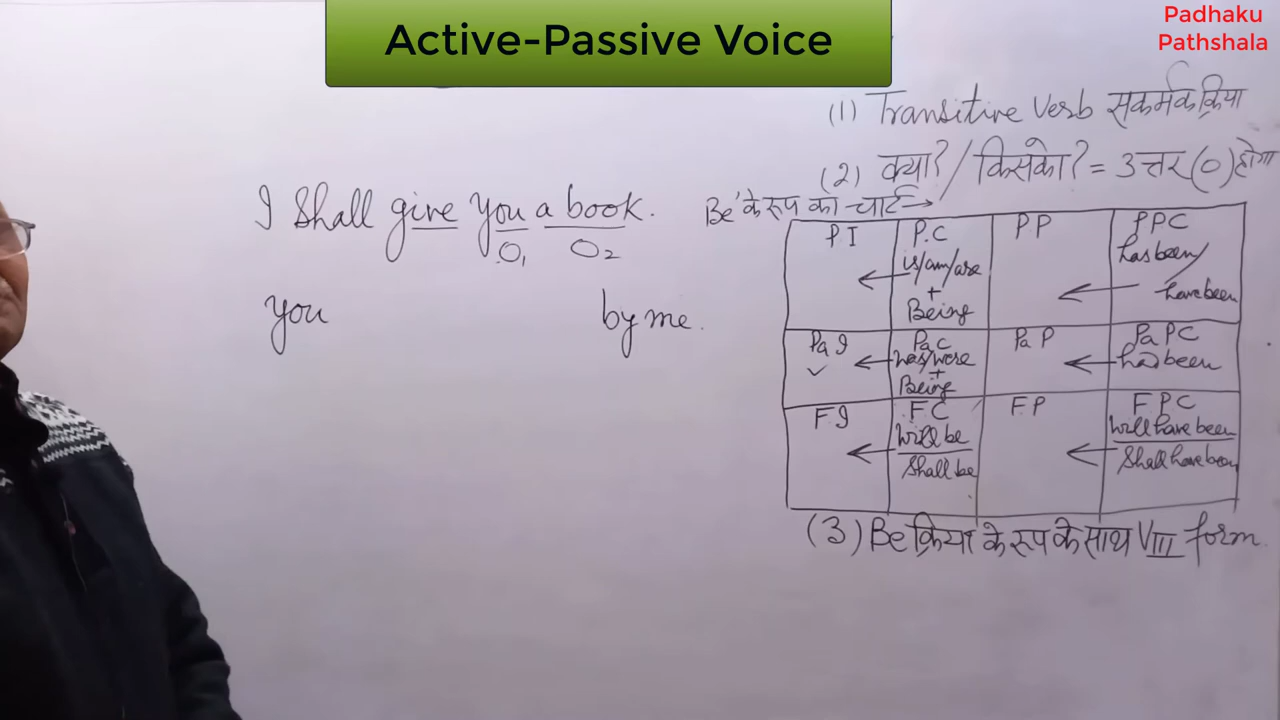 Active-Passive Voice
Padhaku
Pathshala
(1) Transitive Verb सकर्मक क्रिया
(2) क्या? / किसको? = उत्तर (O) होगा
I Shall give you a book.
O₁ O₂
you by me.
Be' के रूप का चार्ट →
P I P.C P P P P C
is/am/are has been/
+ have been
Being
Pa I Pa C Pa P Pa P C
was/were had been
+
Being
F I F C F P F P C
Will be Will have been
Shall be Shall have been
(3) Be क्रिया के रूप के साथ VIII form.